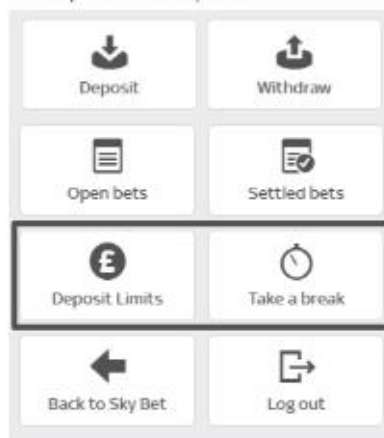 Deposit
Withdraw
Open bets
Settled bets
£
Deposit Limits
Take a break
Back to Sky Bet
Log out